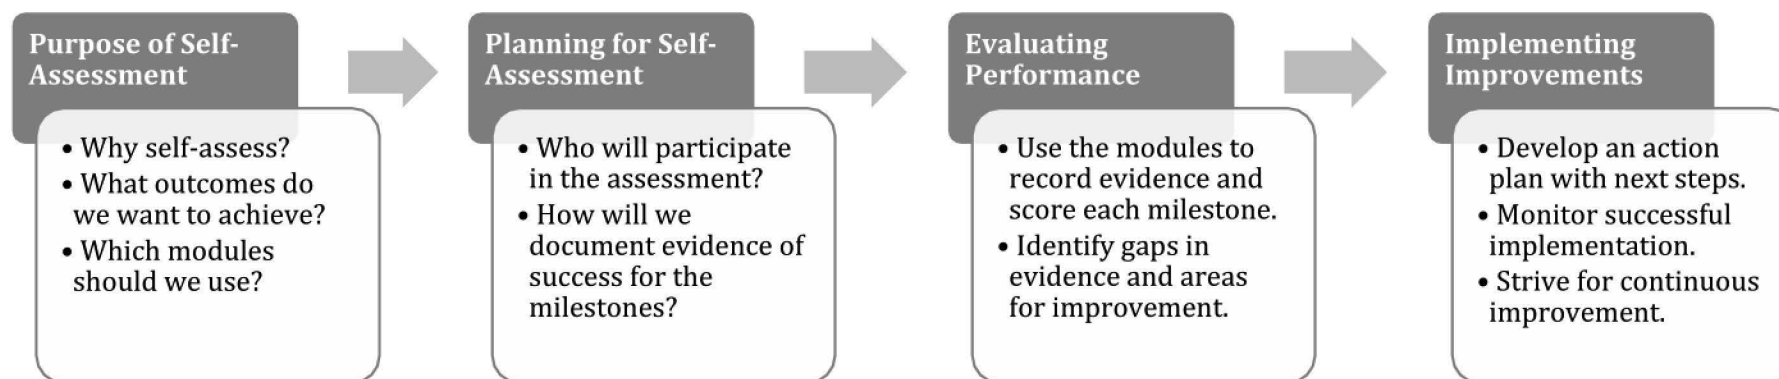 Purpose of Self-
Assessment
• Why self-assess?
• What outcomes do
we want to achieve?
• Which modules
should we use?
Planning for Self-
Assessment
• Who will participate
in the assessment?
• How will we
document evidence of
success for the
milestones?
Evaluating
Performance
• Use the modules to
record evidence and
score each milestone.
• Identify gaps in
evidence and areas
for improvement.
Implementing
Improvements
• Develop an action
plan with next steps.
• Monitor successful
implementation.
• Strive for continuous
improvement.